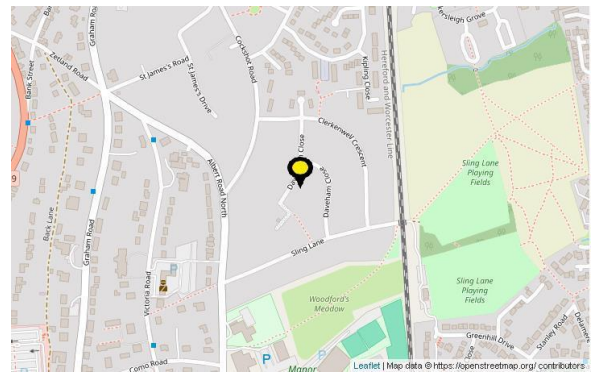 Graham Road
Bank Street
Zetland Road
St James's Road
St James's Drive
Cockshot Road
Kipling Close
Hereford and Worcester Line
Clerkenwell Crescent
Close
Daveham Close
Albert Road North
Sling Lane
Playing
Fields
9
Back Lane
Graham Road
Victoria Road
P
Sling Lane
Woodford's
Meadow
Sling Lane
Playing
Fields
Greenhill Drive
Stanley Road
Como Road
P
Manor
P
Leaflet | Map data © https://openstreetmap.org/ contributors